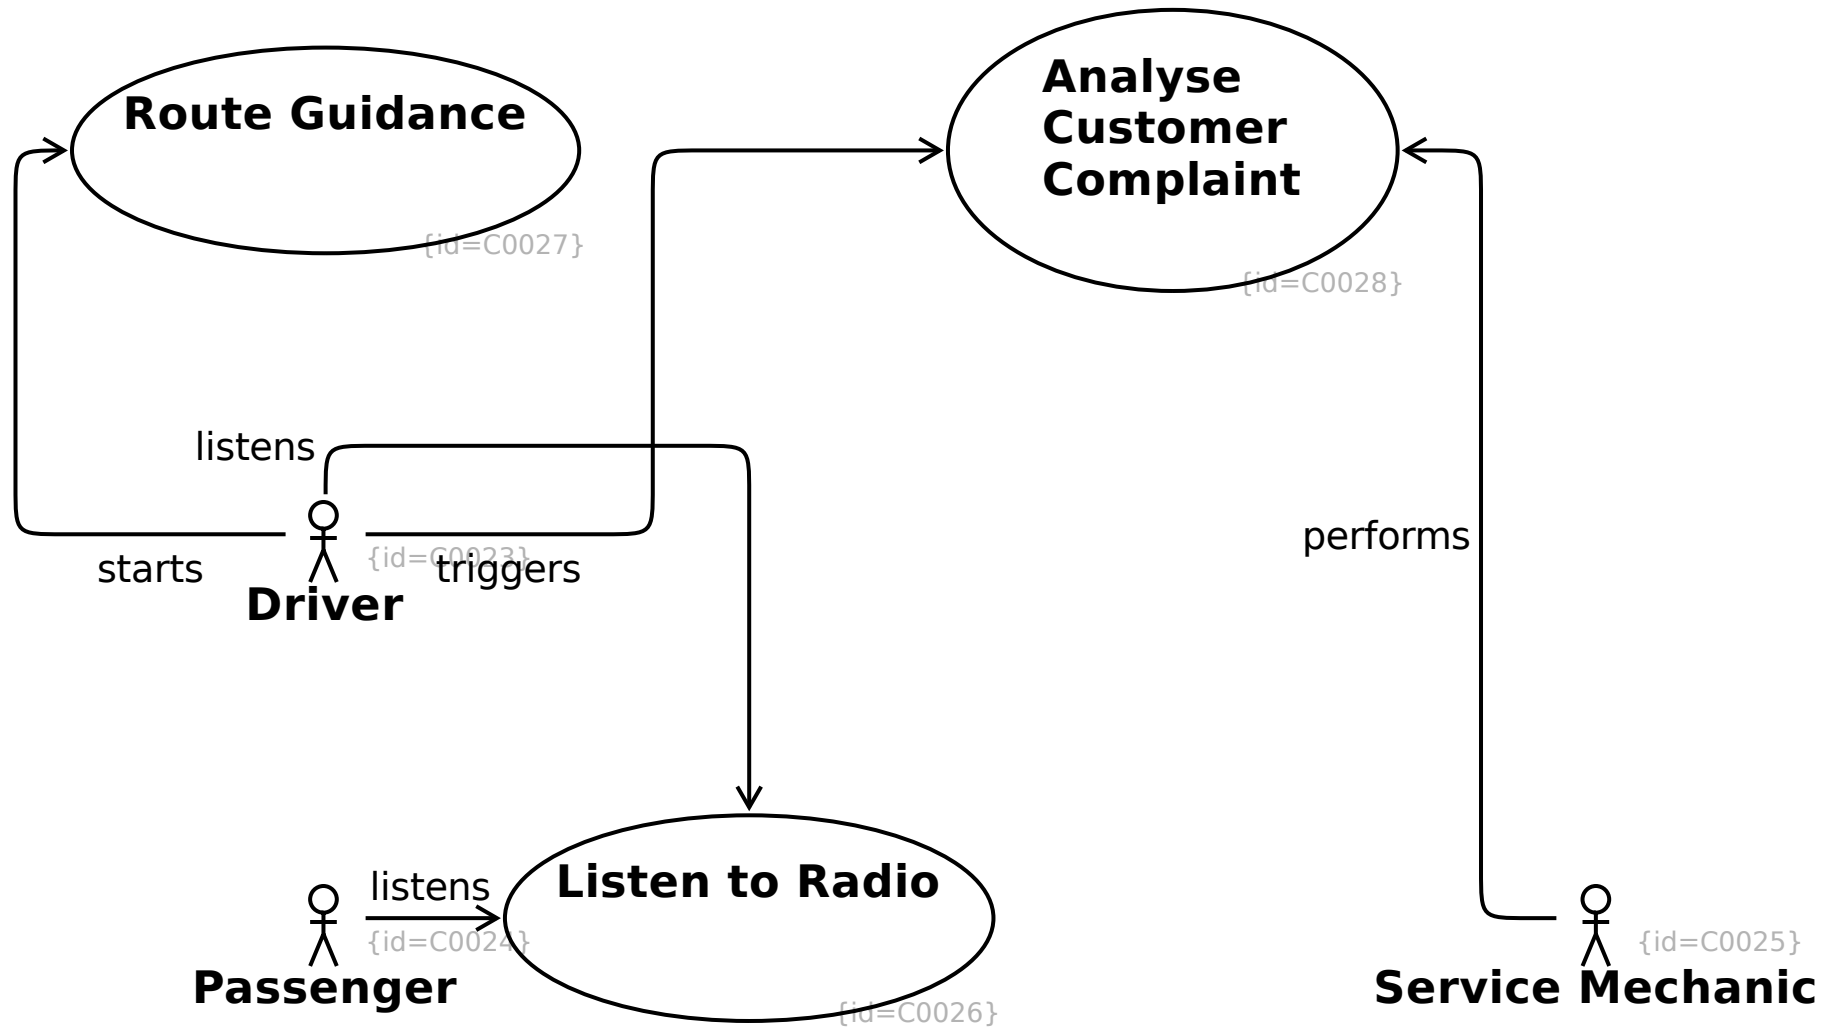 Route Guidance
{id=C0027}
Analyse
Customer
Complaint
{id=C0028}
listens
starts
{id=C0023}
triggers
Driver
performs
listens
{id=C0024}
Passenger
Listen to Radio
{id=C0026}
{id=C0025}
Service Mechanic